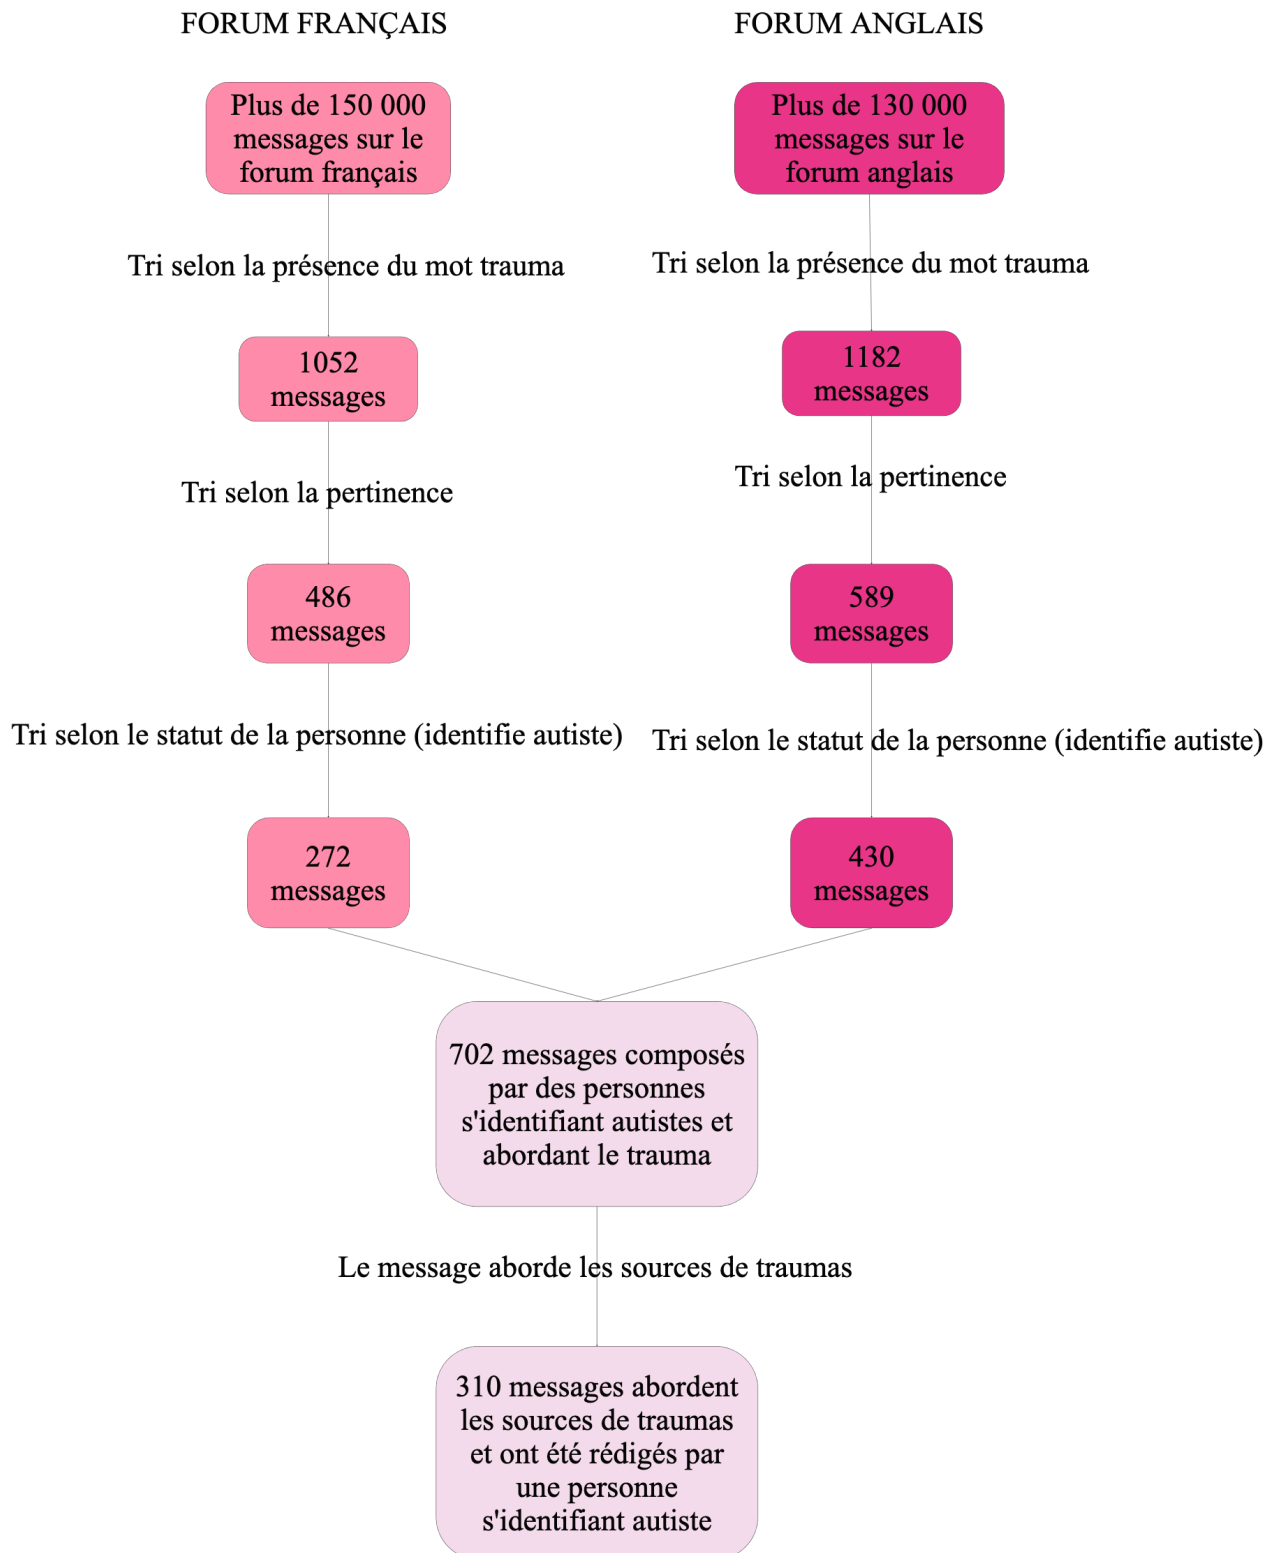 FORUM FRANÇAIS
FORUM ANGLAIS
Plus de 150 000
messages sur le
forum français
Plus de 130 000
messages sur le
forum anglais
Tri selon la présence du mot trauma
Tri selon la présence du mot trauma
1052
messages
1182
messages
Tri selon la pertinence
Tri selon la pertinence
486
messages
589
messages
Tri selon le statut de la personne (identifie autiste)
Tri selon le statut de la personne (identifie autiste)
272
messages
430
messages
702 messages composés
par des personnes
s'identifiant autistes et
abordant le trauma
Le message aborde les sources de traumas
310 messages abordent
les sources de traumas
et ont été rédigés par
une personne
s'identifiant autiste